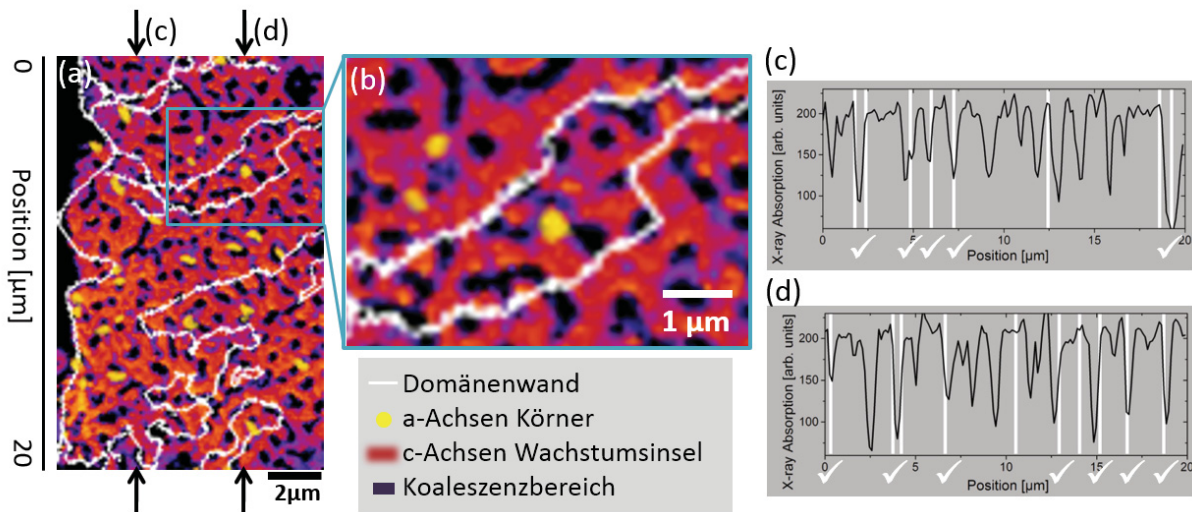 (c)
(d)
0
(a)
Position [µm]
20
2µm
(b)
1 µm
Domänenwand
a-Achsen Körner
c-Achsen Wachstumsinsel
Koaleszenzbereich
(c)
X-ray Absorption [arb. units]
200
150
100
0
5
10
15
20
Position [µm]
(d)
X-ray Absorption [arb. units]
200
150
100
0
5
10
15
20
Position [µm]